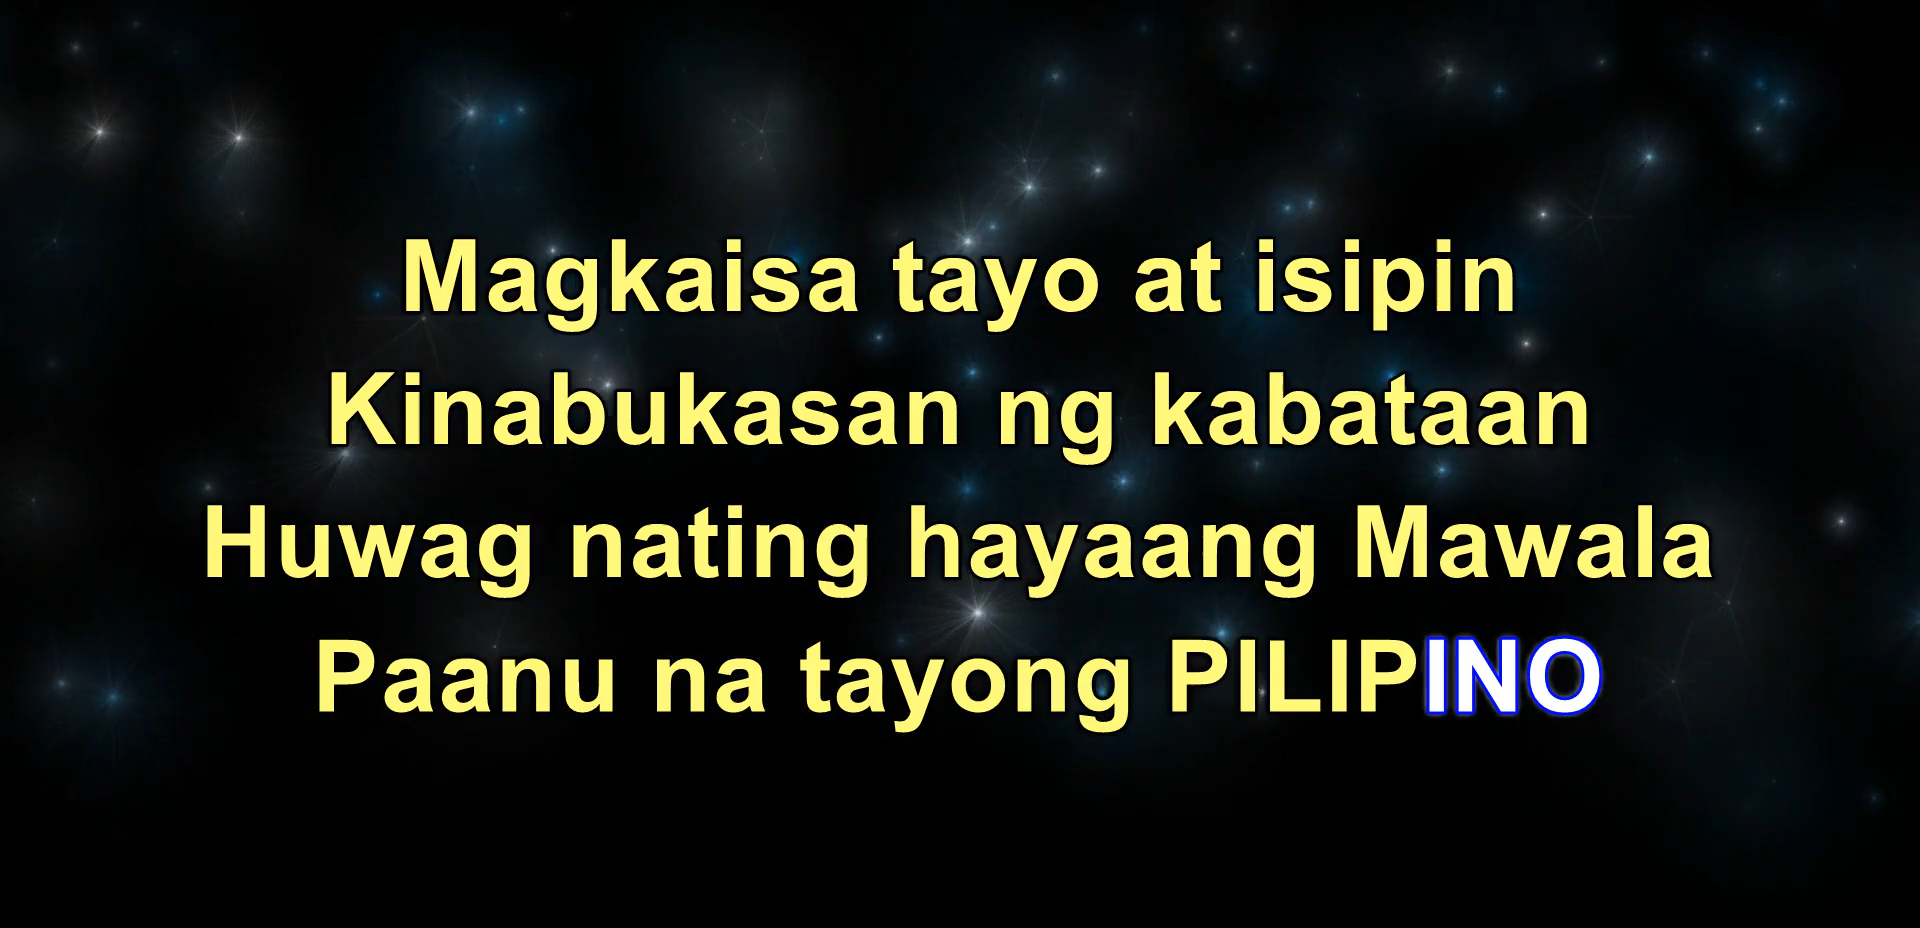 Magkaisa tayo at isipin
Kinabukasan ng kabataan
Huwag nating hayaang Mawala
Paanu na tayong PILIPINO